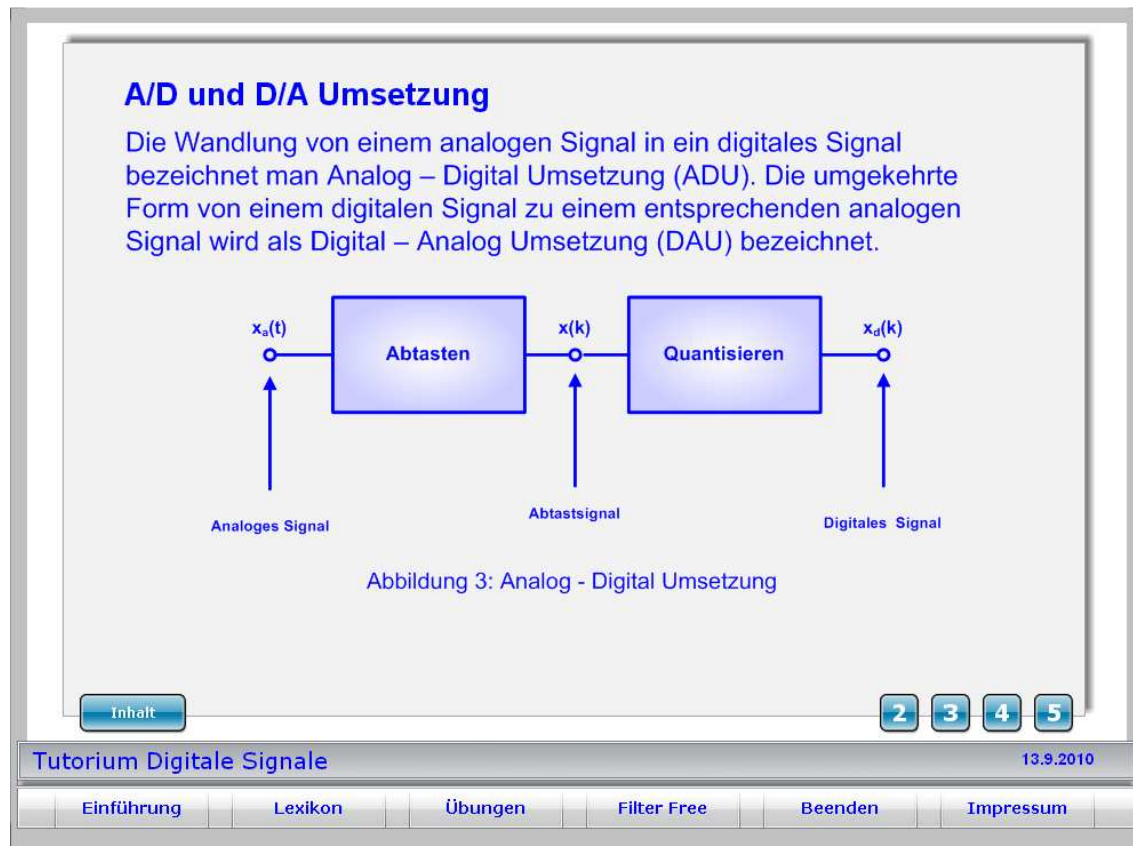 A/D und D/A Umsetzung
Die Wandlung von einem analogen Signal in ein digitales Signal
bezeichnet man Analog – Digital Umsetzung (ADU). Die umgekehrte
Form von einem digitalen Signal zu einem entsprechenden analogen
Signal wird als Digital – Analog Umsetzung (DAU) bezeichnet.
xₐ(t)
Abtasten
x(k)
Quantisieren
x_d(k)
Analoges Signal
Abtastsignal
Digitales Signal
Abbildung 3: Analog - Digital Umsetzung
Inhalt
2 3 4 5
Tutorium Digitale Signale
13.9.2010
Einführung Lexikon Übungen Filter Free Beenden Impressum